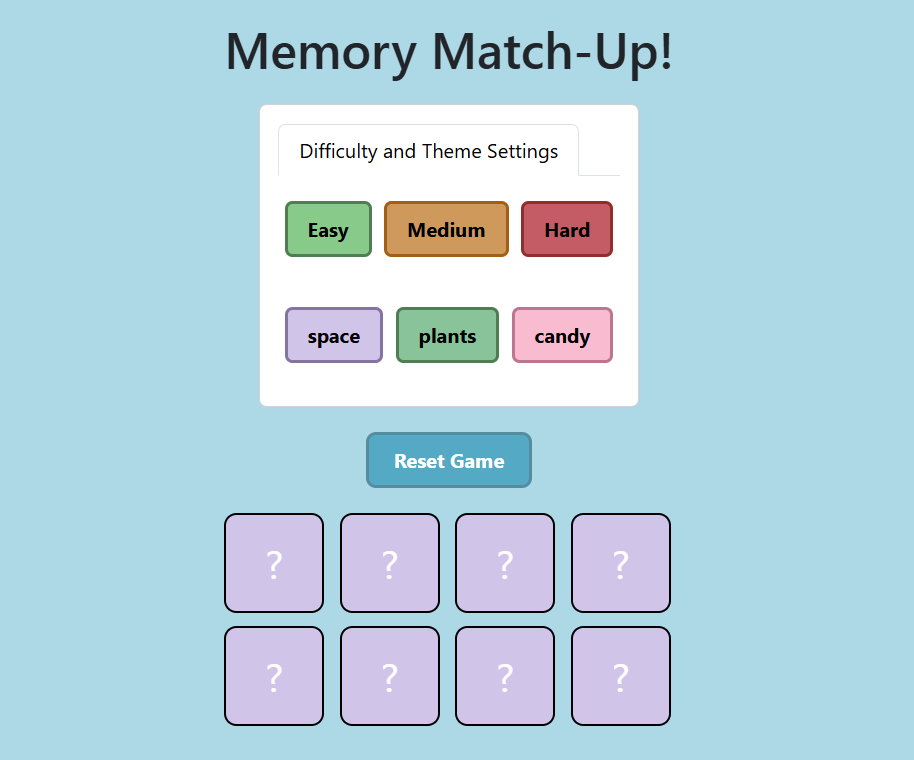 Memory Match-Up!
Difficulty and Theme Settings
Easy Medium Hard
space plants candy
Reset Game
? ? ? ?
? ? ? ?